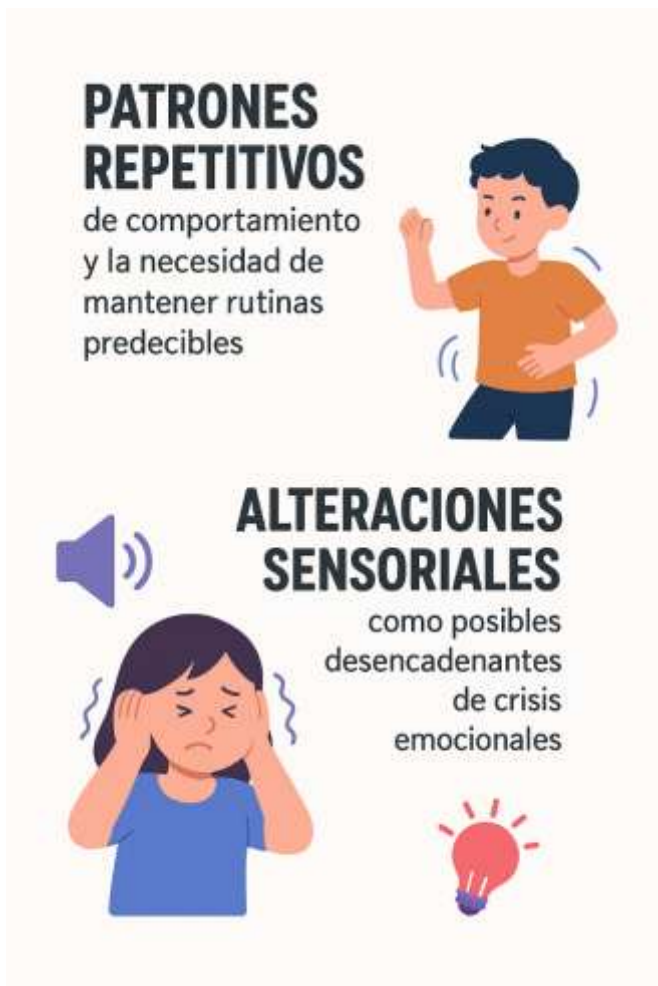 PATRONES
REPETITIVOS
de comportamiento
y la necesidad de
mantener rutinas
predecibles
ALTERACIONES
SENSORIALES
como posibles
desencadenantes
de crisis
emocionales